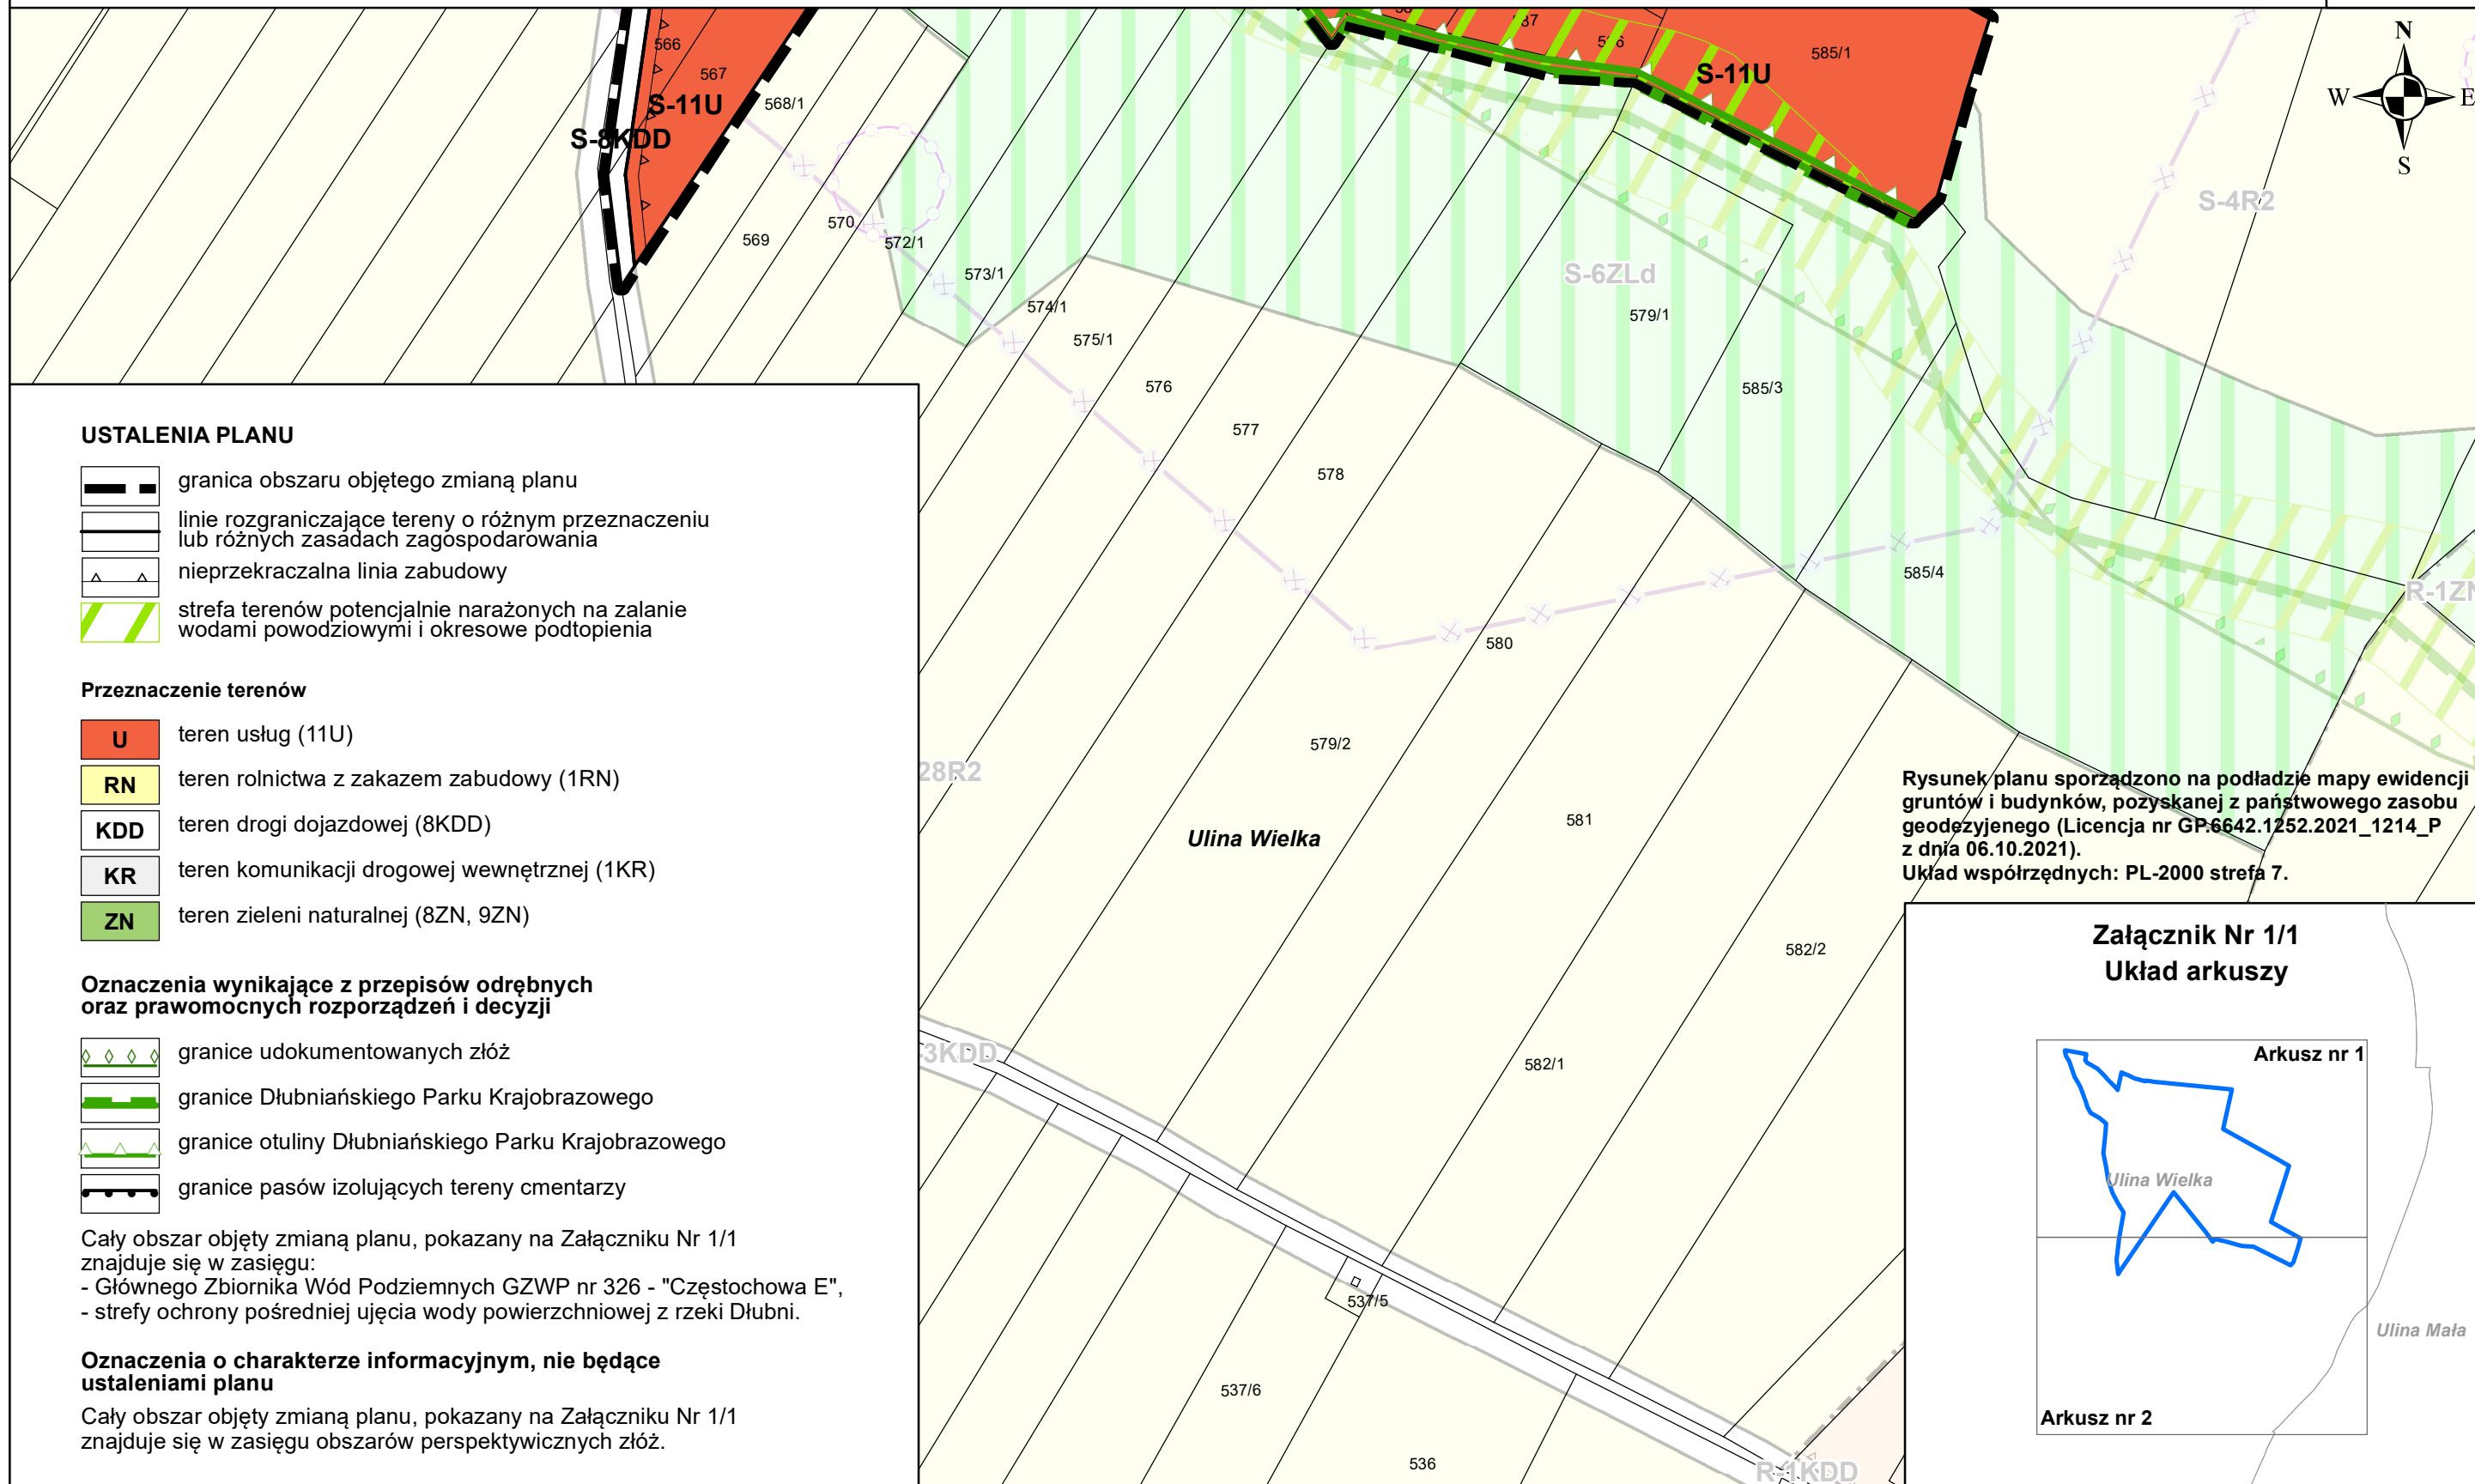 566
567
568/1
S-11U
S-8KDD
569
570
572/1
573/1
574/1
575/1
576
577
578
587
585/1
S-11U
N
W
E
S
S-4R2
S-6ZLd
579/1
585/3
585/4
R-1ZN
580
579/2
28R2
Ulina Wielka
581
582/2
582/1
3KDD
537/5
537/6
536
R-1KDD
USTALENIA PLANU
granica obszaru objętego zmianą planu
linie rozgraniczające tereny o różnym przeznaczeniu
lub różnych zasadach zagospodarowania
nieprzekraczalna linia zabudowy
strefa terenów potencjalnie narażonych na zalanie
wodami powodziowymi i okresowe podtopienia
Przeznaczenie terenów
U teren usług (11U)
RN teren rolnictwa z zakazem zabudowy (1RN)
KDD teren drogi dojazdowej (8KDD)
KR teren komunikacji drogowej wewnętrznej (1KR)
ZN teren zieleni naturalnej (8ZN, 9ZN)
Oznaczenia wynikające z przepisów odrębnych
oraz prawomocnych rozporządzeń i decyzji
granice udokumentowanych złóż
granice Dłubniańskiego Parku Krajobrazowego
granice otuliny Dłubniańskiego Parku Krajobrazowego
granice pasów izolujących tereny cmentarzy
Cały obszar objęty zmianą planu, pokazany na Załączniku Nr 1/1
znajduje się w zasięgu:
- Głównego Zbiornika Wód Podziemnych GZWP nr 326 - "Częstochowa E",
- strefy ochrony pośredniej ujęcia wody powierzchniowej z rzeki Dłubni.
Oznaczenia o charakterze informacyjnym, nie będące
ustaleniami planu
Cały obszar objęty zmianą planu, pokazany na Załączniku Nr 1/1
znajduje się w zasięgu obszarów perspektywicznych złóż.
Rysunek planu sporządzono na podładzie mapy ewidencji
gruntów i budynków, pozyskanej z państwowego zasobu
geodezyjenego (Licencja nr GP.6642.1252.2021_1214_P
z dnia 06.10.2021).
Układ współrzędnych: PL-2000 strefa 7.
Załącznik Nr 1/1
Układ arkuszy
Arkusz nr 1
Ulina Wielka
Ulina Mała
Arkusz nr 2